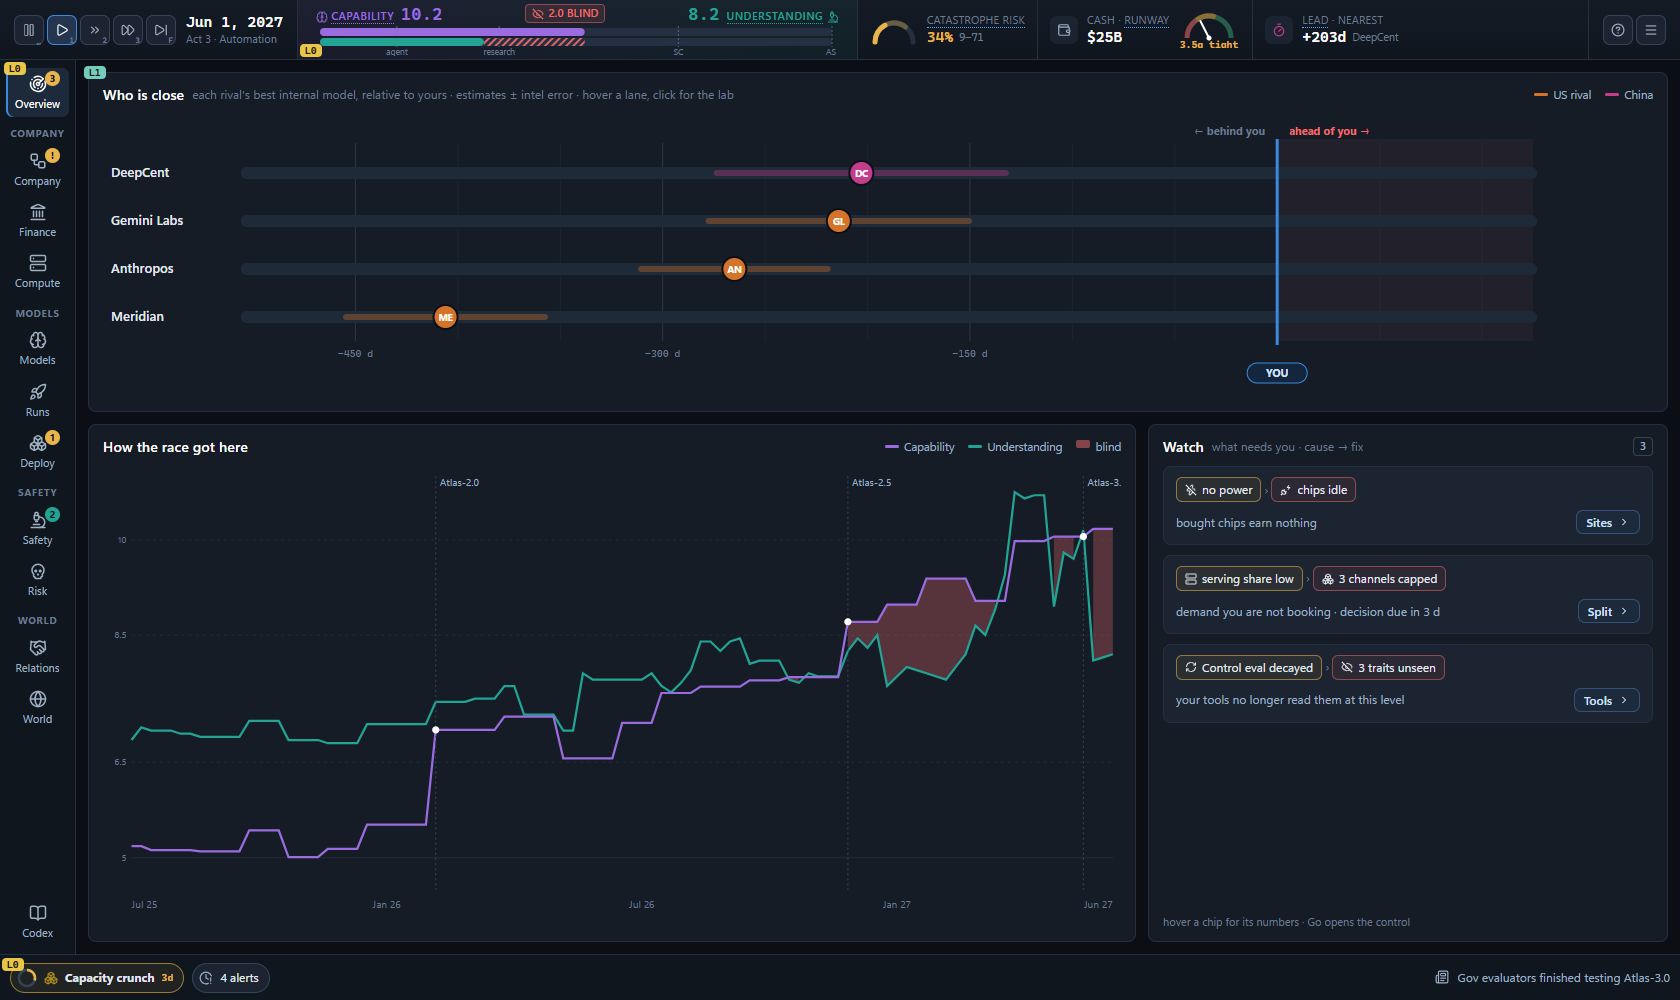 Jun 1, 2027
Act 3 · Automation
1
2
3
F
CAPABILITY 10.2
2.0 BLIND
8.2 UNDERSTANDING
L0
agent
research
SC
AS
CATASTROPHE RISK
34% 9–71
CASH · RUNWAY
$25B
3.5a tight
LEAD · NEAREST
+203d DeepCent
L0
3
Overview
COMPANY
!
Company
Finance
Compute
MODELS
Models
Runs
1
Deploy
SAFETY
2
Safety
Risk
WORLD
Relations
World
Codex
L1
Who is close each rival's best internal model, relative to yours · estimates ± intel error · hover a lane, click for the lab
US rival
China
← behind you
ahead of you →
DeepCent
DC
Gemini Labs
GL
Anthropos
AN
Meridian
ME
−450 d
−300 d
−150 d
YOU
How the race got here
Capability
Understanding
blind
Atlas-2.0
Atlas-2.5
Atlas-3.
10
8.5
6.5
5
Jul 25
Jan 26
Jul 26
Jan 27
Jun 27
Watch what needs you · cause → fix
3
no power › chips idle
bought chips earn nothing
Sites ›
serving share low › 3 channels capped
demand you are not booking · decision due in 3 d
Split ›
Control eval decayed › 3 traits unseen
your tools no longer read them at this level
Tools ›
hover a chip for its numbers · Go opens the control
L0
Capacity crunch 3d
4 alerts
Gov evaluators finished testing Atlas-3.0